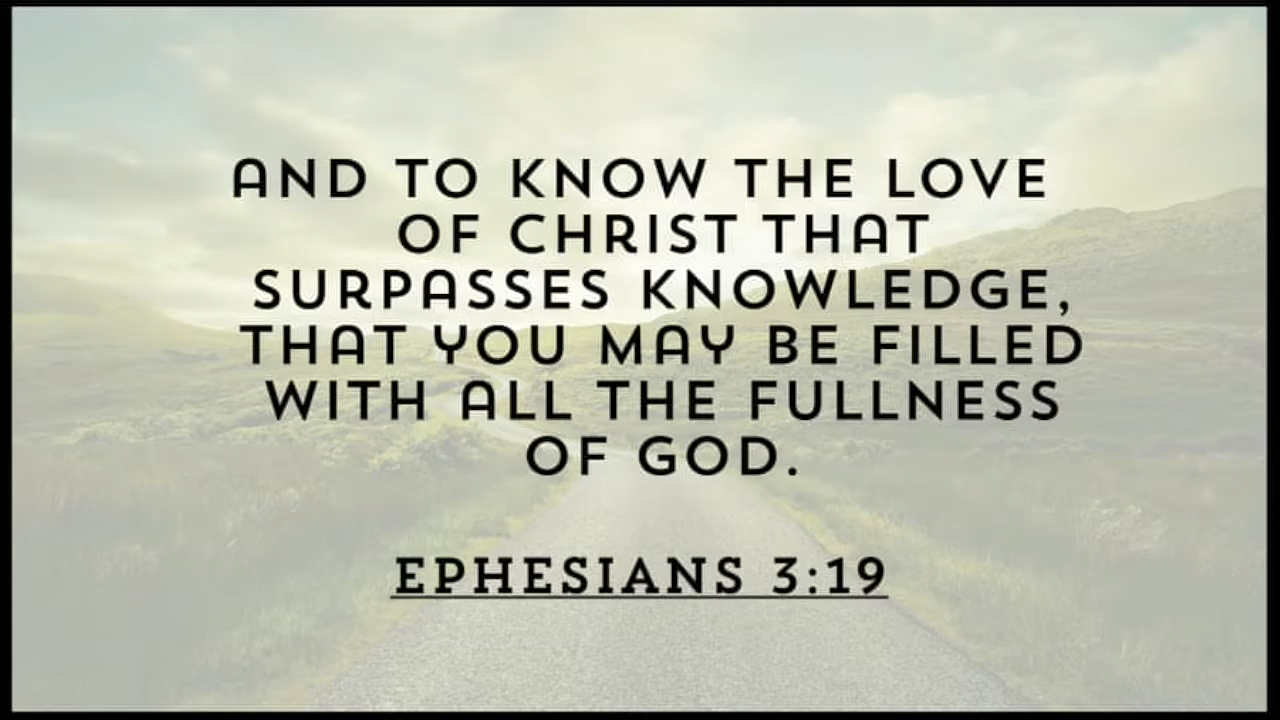 AND TO KNOW THE LOVE
OF CHRIST THAT
SURPASSES KNOWLEDGE,
THAT YOU MAY BE FILLED
WITH ALL THE FULLNESS
OF GOD.
EPHESIANS 3:19